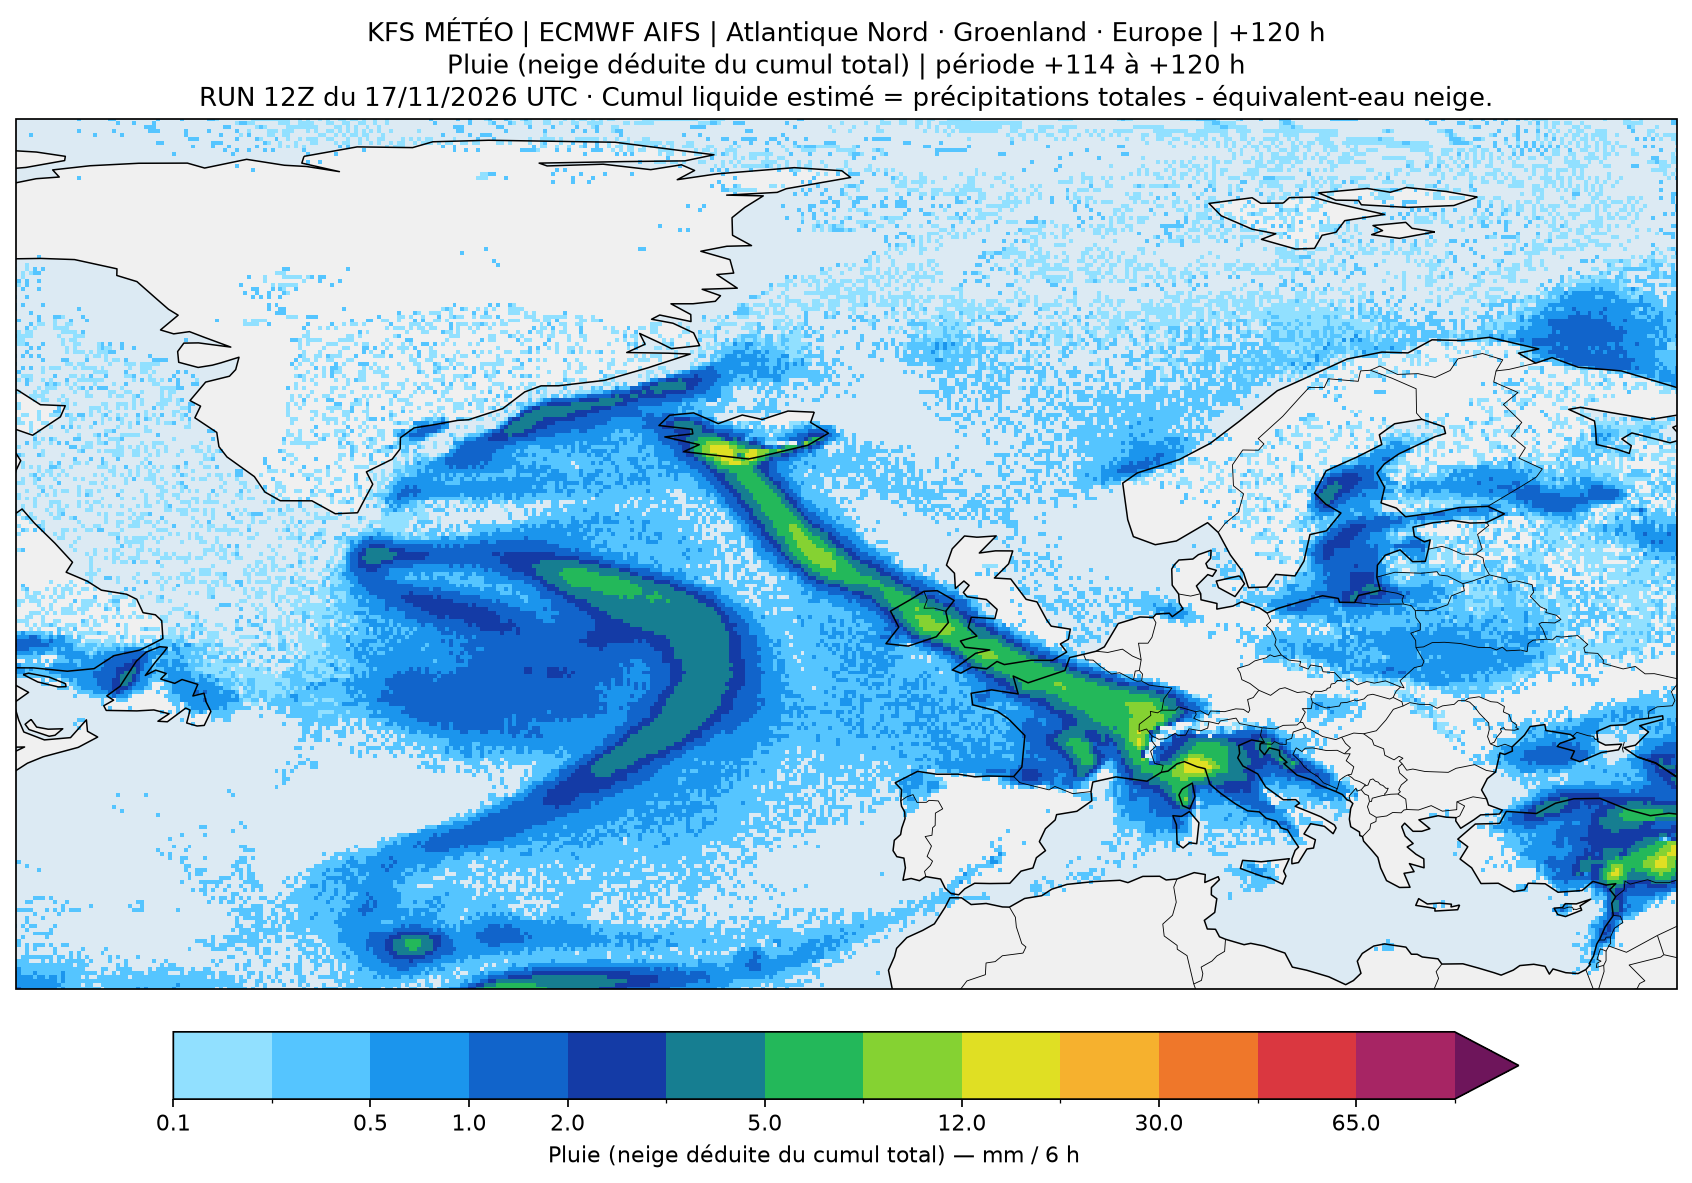 KFS MÉTÉO | ECMWF AIFS | Atlantique Nord · Groenland · Europe | +120 h
Pluie (neige déduite du cumul total) | période +114 à +120 h
RUN 12Z du 17/11/2026 UTC · Cumul liquide estimé = précipitations totales - équivalent-eau neige.
0.1 0.5 1.0 2.0 5.0 12.0 30.0 65.0
Pluie (neige déduite du cumul total) — mm / 6 h